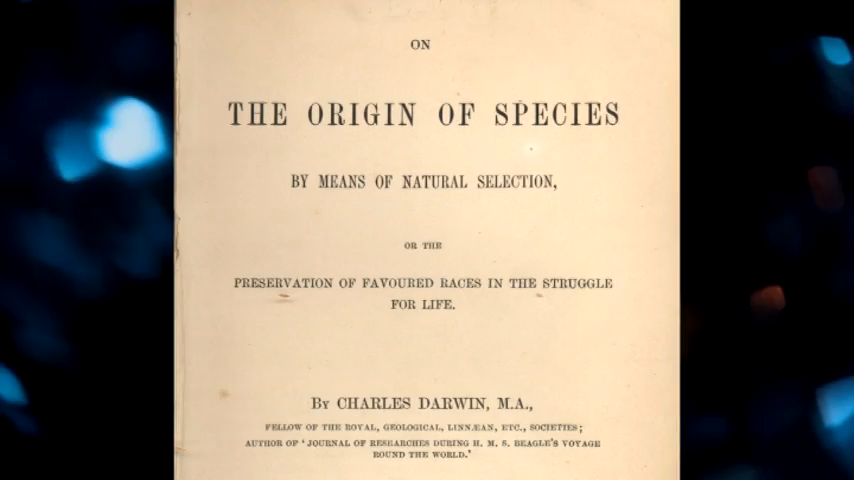 ON
THE ORIGIN OF SPECIES
BY MEANS OF NATURAL SELECTION,
OR THE
PRESERVATION OF FAVOURED RACES IN THE STRUGGLE
FOR LIFE.
By CHARLES DARWIN, M.A.,
FELLOW OF THE ROYAL, GEOLOGICAL, LINNÆAN, ETC., SOCIETIES;
AUTHOR OF ‘JOURNAL OF RESEARCHES DURING H. M. S. BEAGLE'S VOYAGE
ROUND THE WORLD.’